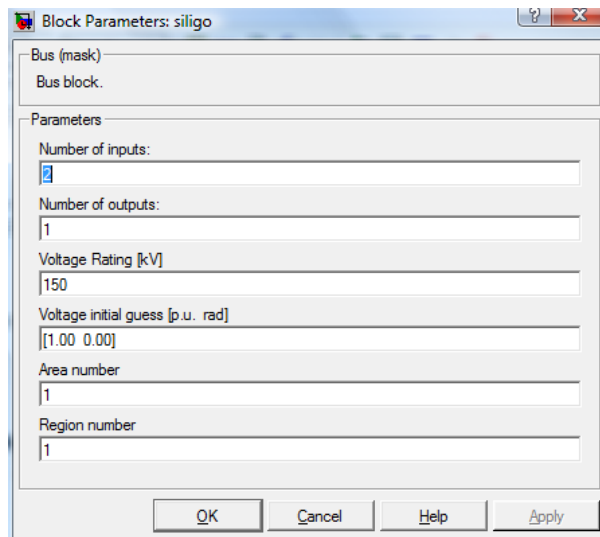 Block Parameters: siligo
Bus (mask)
Bus block.
Parameters
Number of inputs:
2
Number of outputs:
1
Voltage Rating [kV]
150
Voltage initial guess [p.u. rad]
[1.00 0.00]
Area number
1
Region number
1
OK Cancel Help Apply